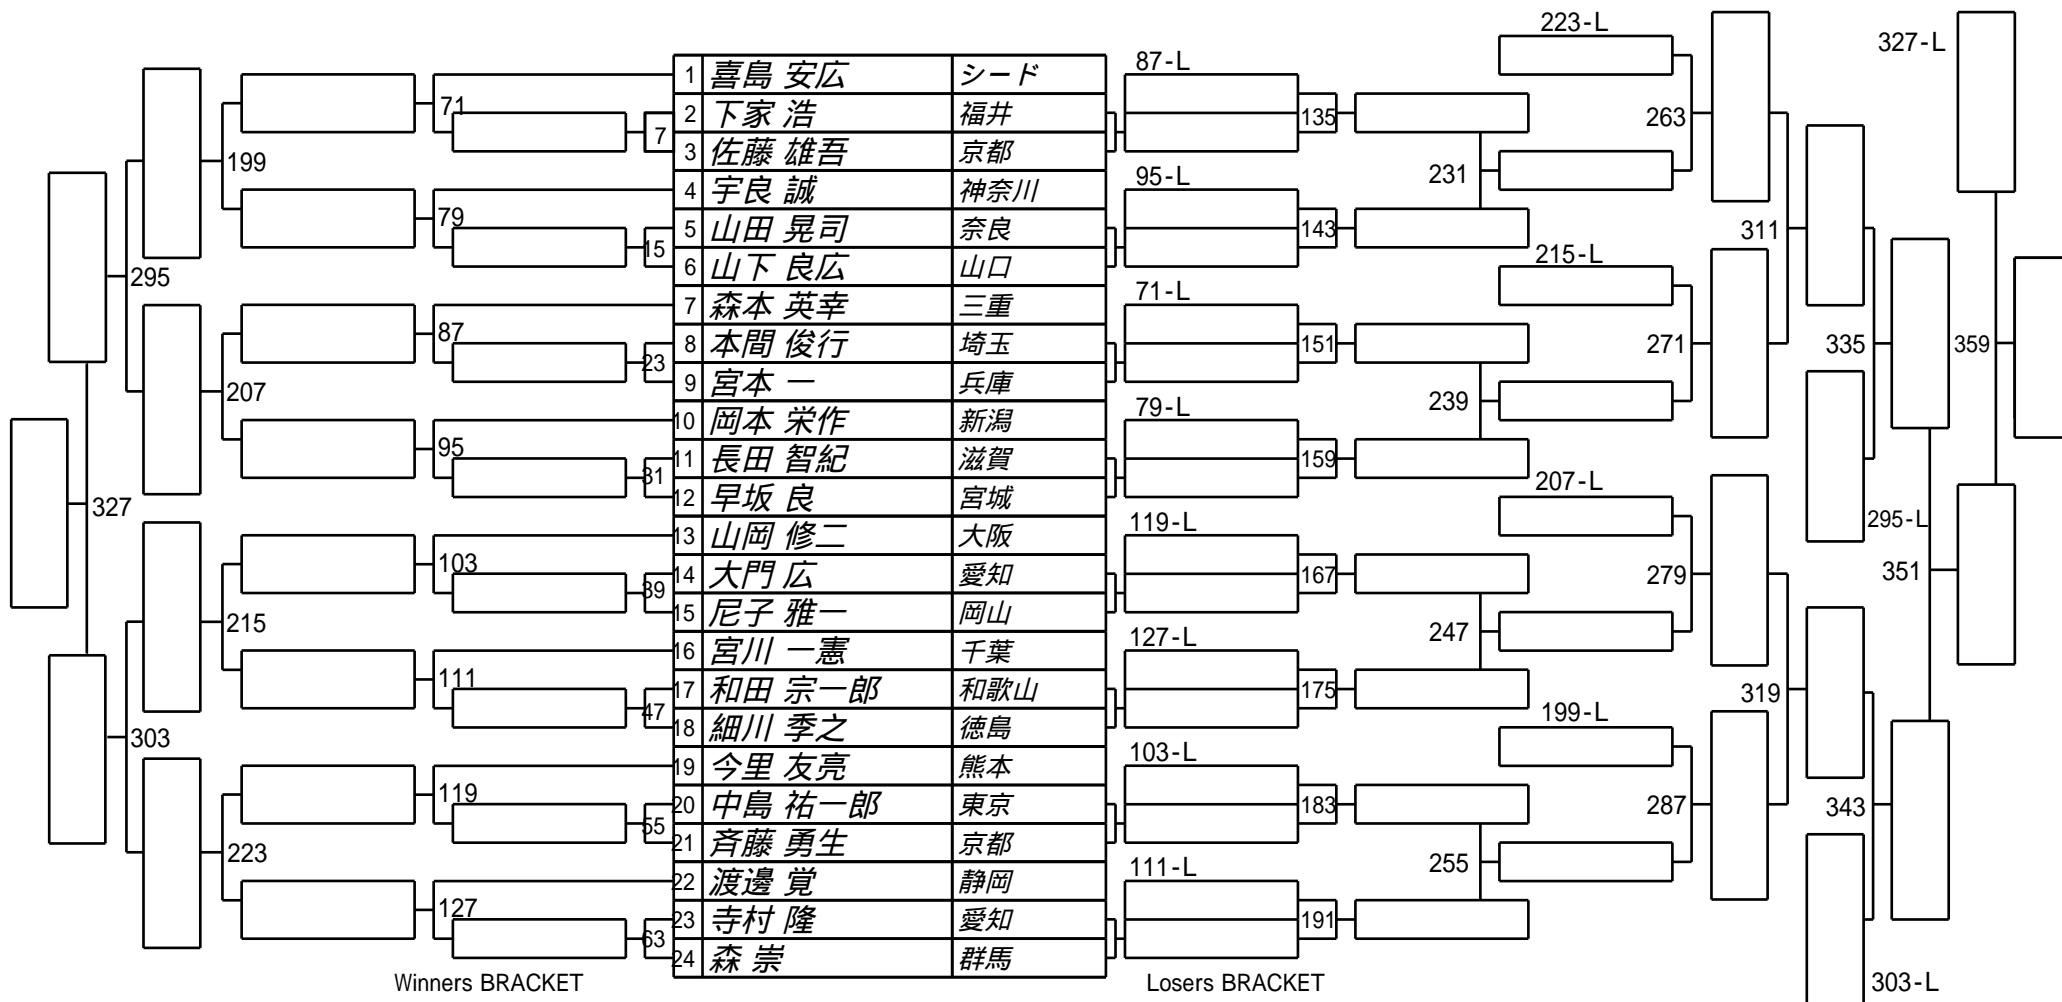 223-L
327-L
1 喜島 安広 シード 87-L
71 2 下家 浩 福井 135 263
7
3 佐藤 雄吾 京都
199
4 宇良 誠 神奈川 95-L 231
79 5 山田 晃司 奈良 143 311
15
6 山下 良広 山口 215-L
295
7 森本 英幸 三重 71-L
87 8 本間 俊行 埼玉 151 271 335 359
23
9 宮本 一 兵庫
207
10 岡本 栄作 新潟 79-L 239
95 11 長田 智紀 滋賀 159
31
12 早坂 良 宮城 207-L
327
13 山岡 修二 大阪 119-L 295-L
103 14 大門 広 愛知 167 279 351
39
15 尼子 雅一 岡山
215
16 宮川 一憲 千葉 127-L 247
111 17 和田 宗一郎 和歌山 175 319
47
18 細川 季之 徳島 199-L
303
19 今里 友亮 熊本 103-L
119 20 中島 祐一郎 東京 183 287 343
55
21 斉藤 勇生 京都
223
22 渡邊 覚 静岡 111-L 255
127 23 寺村 隆 愛知 191
63
24 森 崇 群馬
Winners BRACKET Losers BRACKET 303-L